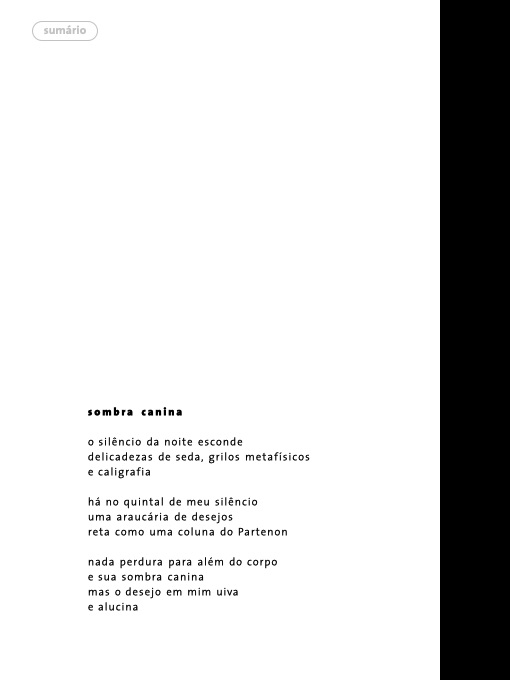 sumário
sombra canina
o silêncio da noite esconde
delicadezas de seda, grilos metafísicos
e caligrafia
há no quintal de meu silêncio
uma araucária de desejos
reta como uma coluna do Partenon
nada perdura para além do corpo
e sua sombra canina
mas o desejo em mim uiva
e alucina